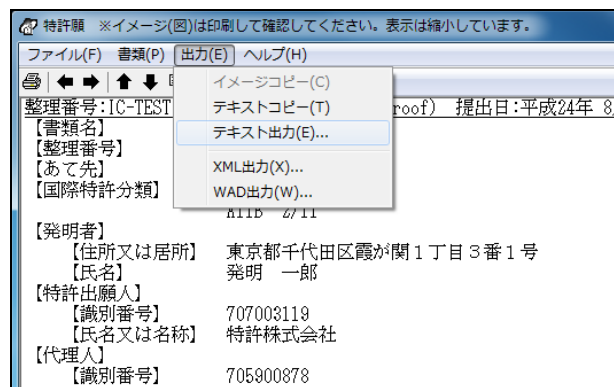 特許願 ※イメージ(図)は印刷して確認してください。表示は縮小しています。
ファイル(F) 書類(P) 出力(E) ヘルプ(H)
イメージコピー(C)
テキストコピー(T)
テキスト出力(E)...
XML出力(X)...
WAD出力(W)...
整理番号:IC-TEST roof) 提出日:平成24年 8
【書類名】
【整理番号】
【あて先】
【国際特許分類】
A11B 2/11
【発明者】
【住所又は居所】 東京都千代田区霞が関1丁目3番1号
【氏名】 発明 一郎
【特許出願人】
【識別番号】 707003119
【氏名又は名称】 特許株式会社
【代理人】
【識別番号】 705900878